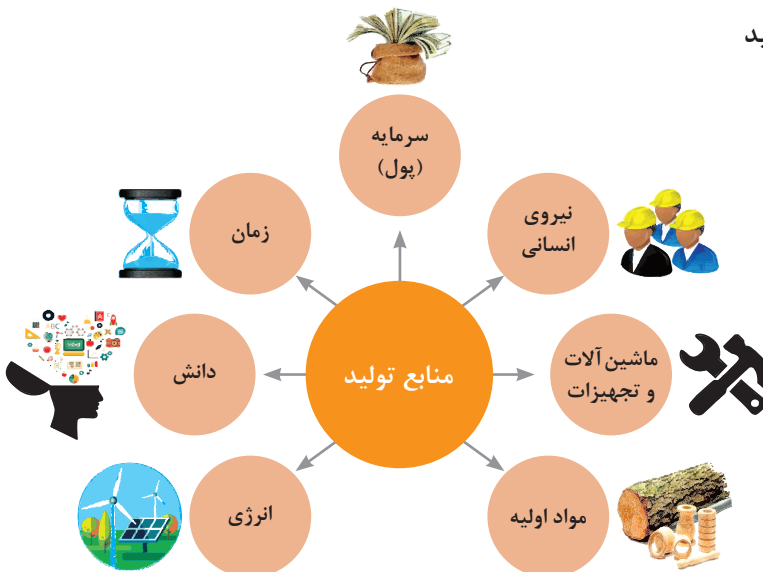 سرمایه
(پول)
نیروی
انسانی
زمان
ماشین‌آلات
و تجهیزات
منابع تولید
دانش
مواد اولیه
انرژی